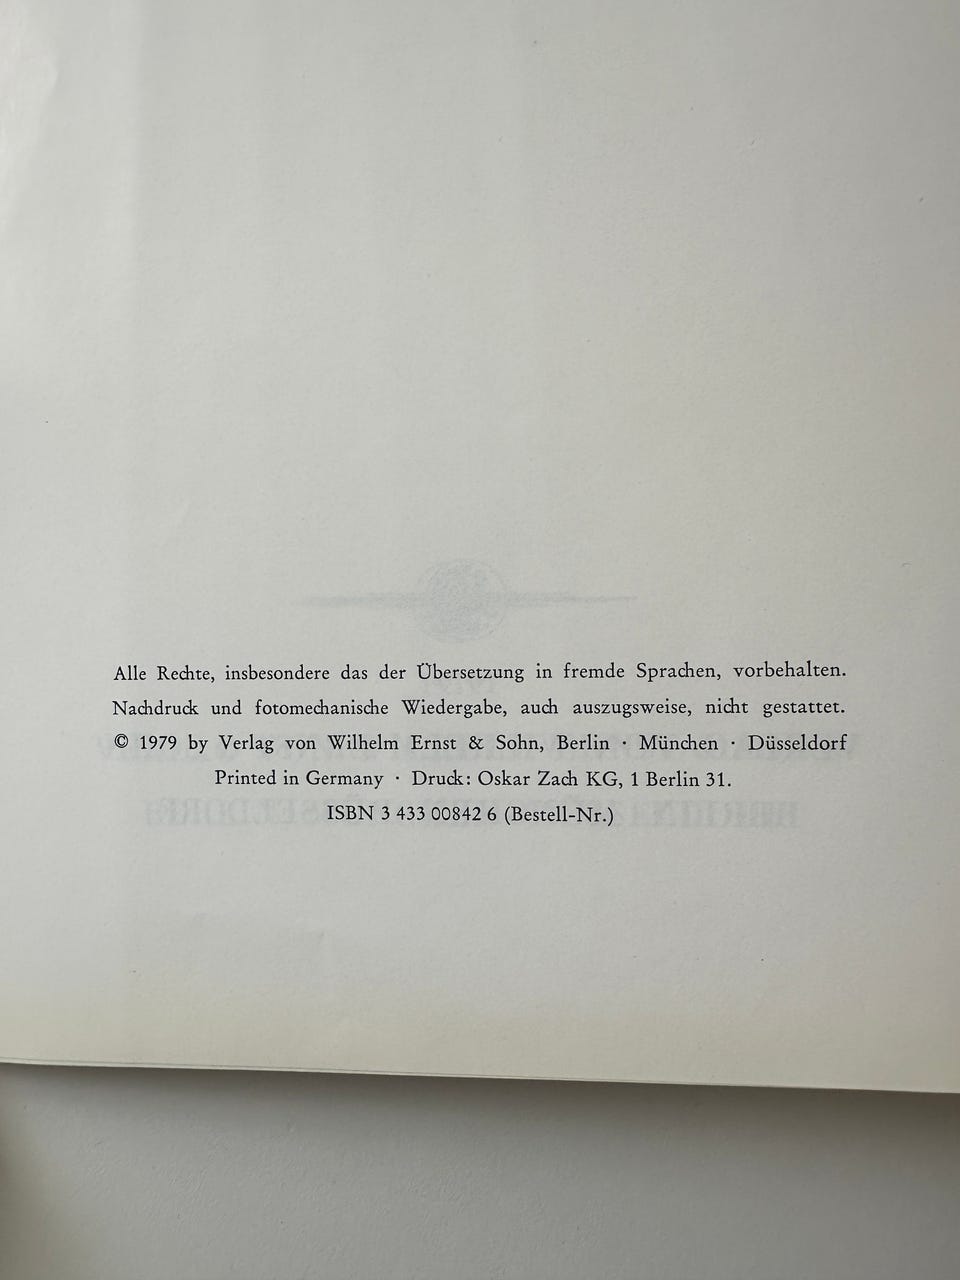 Alle Rechte, insbesondere das der Übersetzung in fremde Sprachen, vorbehalten.
Nachdruck und fotomechanische Wiedergabe, auch auszugsweise, nicht gestattet.
© 1979 by Verlag von Wilhelm Ernst & Sohn, Berlin · München · Düsseldorf
Printed in Germany · Druck: Oskar Zach KG, 1 Berlin 31.
ISBN 3 433 00842 6 (Bestell-Nr.)